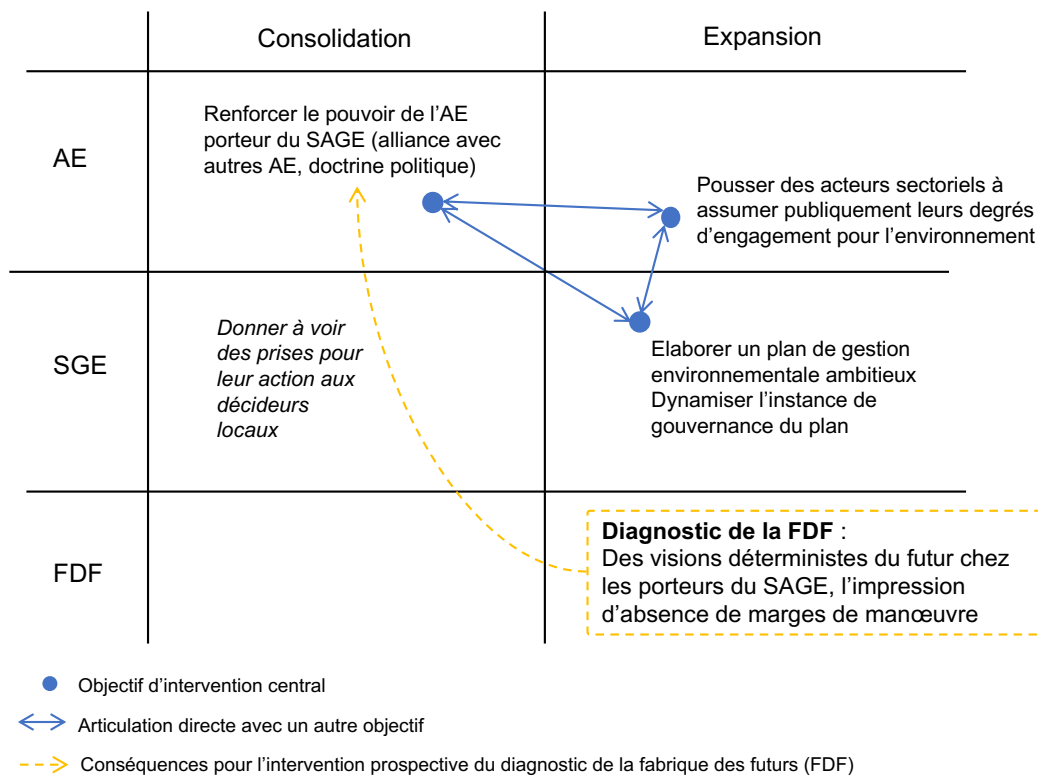 Consolidation
Expansion
AE
Renforcer le pouvoir de l'AE
porteur du SAGE (alliance avec
autres AE, doctrine politique)
Pousser des acteurs sectoriels à
assumer publiquement leurs degrés
d'engagement pour l'environnement
SGE
Donner à voir
des prises pour
leur action aux
décideurs
locaux
Elaborer un plan de gestion
environnementale ambitieux
Dynamiser l'instance de
gouvernance du plan
FDF
Diagnostic de la FDF :
Des visions déterministes du futur chez
les porteurs du SAGE, l'impression
d'absence de marges de manœuvre
Objectif d'intervention central
Articulation directe avec un autre objectif
Conséquences pour l'intervention prospective du diagnostic de la fabrique des futurs (FDF)